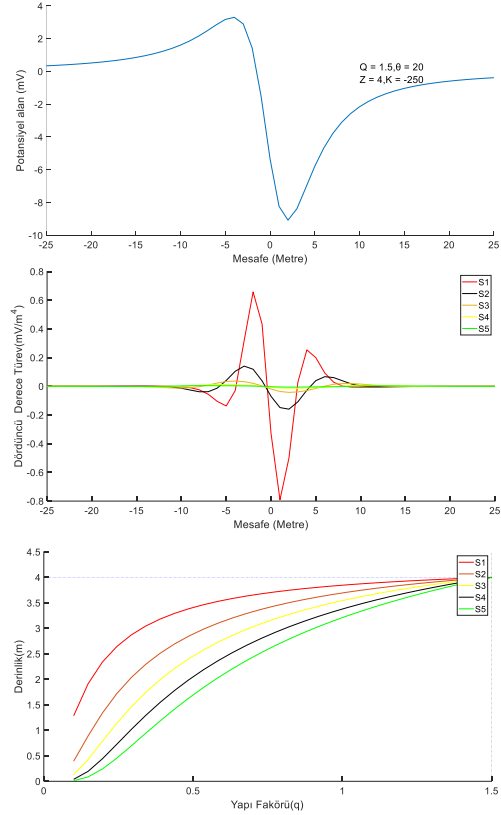 4
2
0
-2
-4
-6
-8
-10
Potansiyel alan (mV)
Q = 1.5,θ = 20
Z = 4,K = -250
-25 -20 -15 -10 -5 0 5 10 15 20 25
Mesafe (Metre)
0.8
0.6
0.4
0.2
0
-0.2
-0.4
-0.6
-0.8
Dördüncü Derece Türev(mV/m⁴)
S1
S2
S3
S4
S5
-25 -20 -15 -10 -5 0 5 10 15 20 25
Mesafe (Metre)
4.5
4
3.5
3
2.5
2
1.5
1
0.5
0
Derinlik(m)
S1
S2
S3
S4
S5
0 0.5 1 1.5
Yapı Fakörü(q)